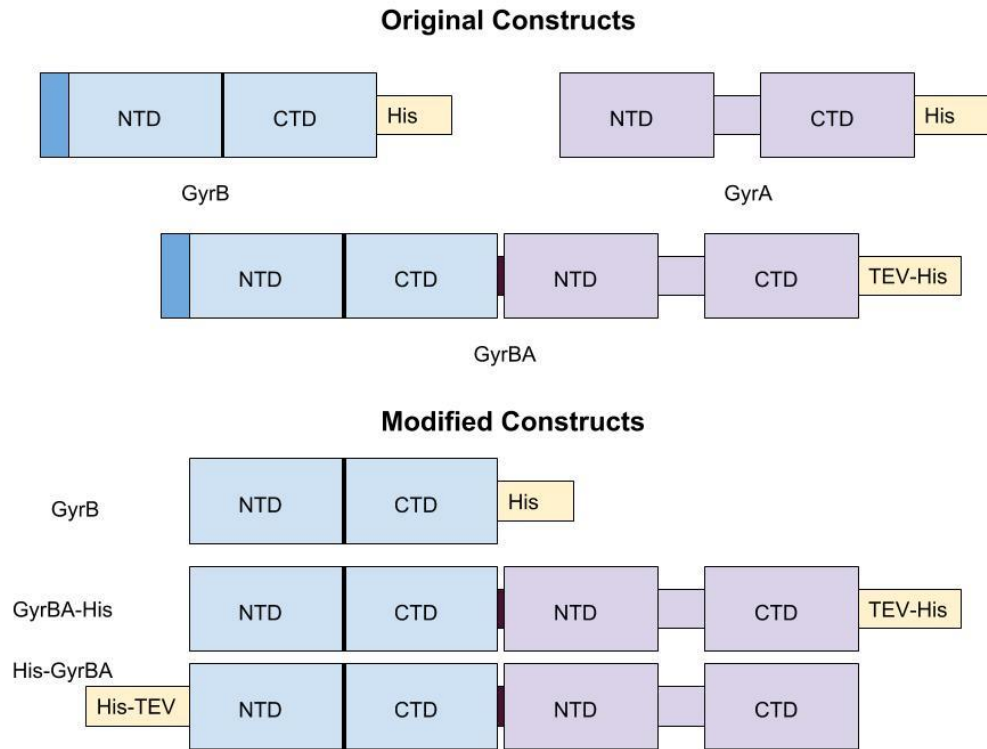 Original Constructs
NTD CTD His
NTD CTD His
GyrB
GyrA
NTD CTD NTD CTD TEV-His
GyrBA
Modified Constructs
GyrB NTD CTD His
GyrBA-His NTD CTD NTD CTD TEV-His
His-GyrBA
His-TEV NTD CTD NTD CTD